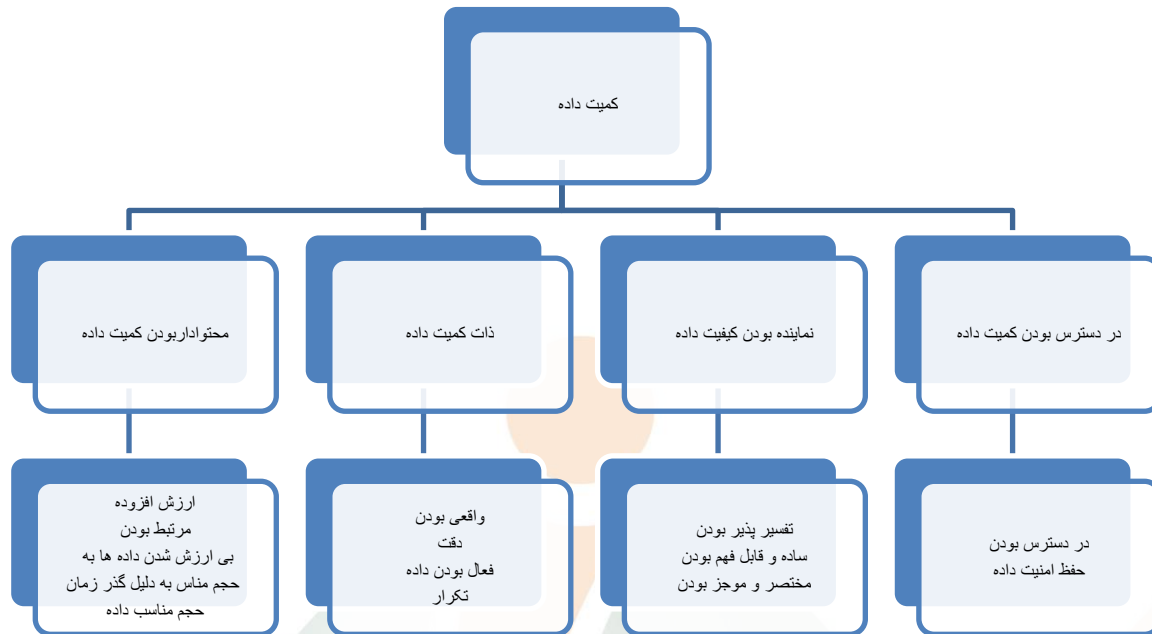 کمیت داده
در دسترس بودن کمیت داده
نماینده بودن کیفیت داده
ذات کمیت داده
محتواداربودن کمیت داده
در دسترس بودن
حفظ امنیت داده
تفسیر پذیر بودن
ساده و قابل فهم بودن
مختصر و موجز بودن
واقعی بودن
دقت
فعال بودن داده
تکرار
ارزش افزوده
مرتبط بودن
بی ارزش شدن داده ها به
حجم مناس به دلیل گذر زمان
حجم مناسب داده